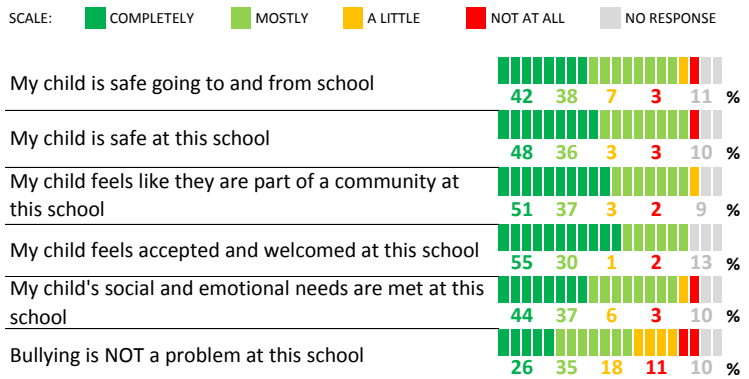 SCALE: COMPLETELY MOSTLY A LITTLE NOT AT ALL NO RESPONSE
My child is safe going to and from school
42 38 7 3 11 %
My child is safe at this school
48 36 3 3 10 %
My child feels like they are part of a community at
this school
51 37 3 2 9 %
My child feels accepted and welcomed at this school
55 30 1 2 13 %
My child's social and emotional needs are met at this
school
44 37 6 3 10 %
Bullying is NOT a problem at this school
26 35 18 11 10 %